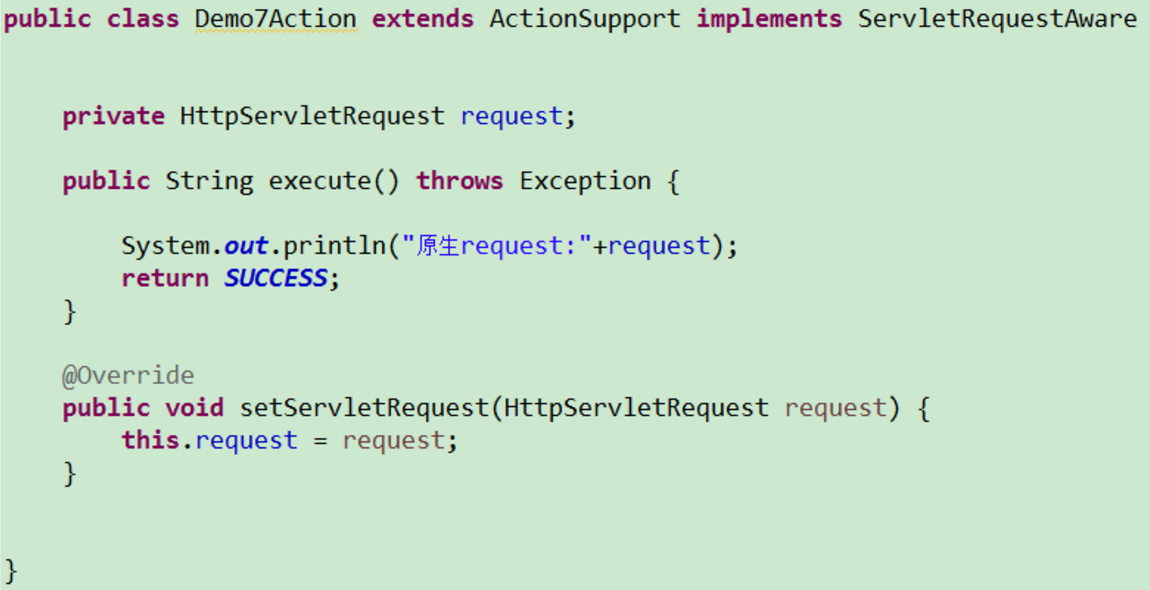 public class Demo7Action extends ActionSupport implements ServletRequestAware
private HttpServletRequest request;
public String execute() throws Exception {
System.out.println("原生request:"+request);
return SUCCESS;
}
@Override
public void setServletRequest(HttpServletRequest request) {
this.request = request;
}
}